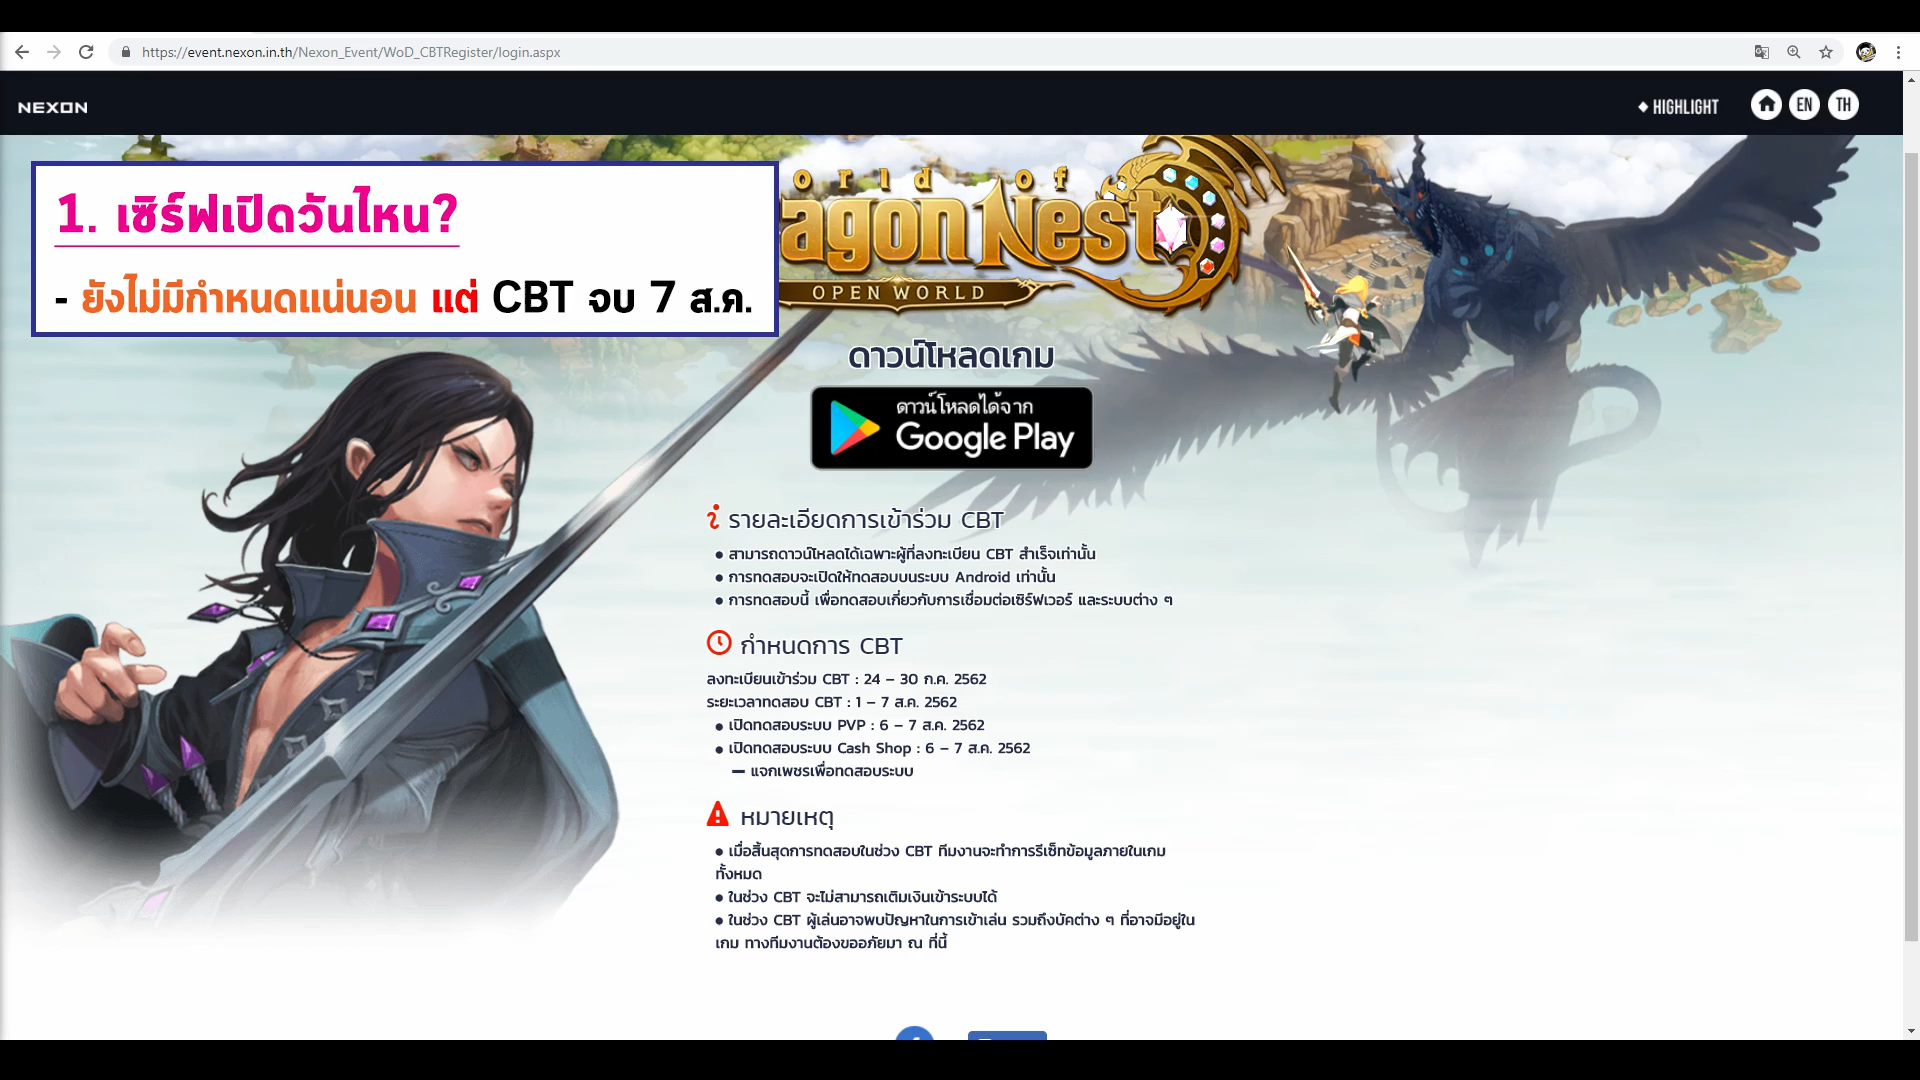 https://event.nexon.in.th/Nexon_Event/WoD_CBTRegister/login.aspx
NEXON
HIGHLIGHT
EN
TH
1. เซิร์ฟเปิดวันไหน?
- ยังไม่มีกำหนดแน่นอน แต่ CBT จบ 7 ส.ค.
orld of
agon Nest
OPEN WORLD
ดาวน์โหลดเกม
ดาวน์โหลดได้จาก
Google Play
รายละเอียดการเข้าร่วม CBT
● สามารถดาวน์โหลดได้เฉพาะผู้ที่ลงทะเบียน CBT สำเร็จเท่านั้น
● การทดสอบจะเปิดให้ทดสอบบนระบบ Android เท่านั้น
● การทดสอบนี้ เพื่อทดสอบเกี่ยวกับการเชื่อมต่อเซิร์ฟเวอร์ และระบบต่าง ๆ
กำหนดการ CBT
ลงทะเบียนเข้าร่วม CBT : 24 – 30 ก.ค. 2562
ระยะเวลาทดสอบ CBT : 1 – 7 ส.ค. 2562
● เปิดทดสอบระบบ PVP : 6 – 7 ส.ค. 2562
● เปิดทดสอบระบบ Cash Shop : 6 – 7 ส.ค. 2562
— แจกเพชรเพื่อทดสอบระบบ
หมายเหตุ
● เมื่อสิ้นสุดการทดสอบในช่วง CBT ทีมงานจะทำการรีเซ็ทข้อมูลภายในเกม
ทั้งหมด
● ในช่วง CBT จะไม่สามารถเติมเงินเข้าระบบได้
● ในช่วง CBT ผู้เล่นอาจพบปัญหาในการเข้าเล่น รวมถึงบัคต่าง ๆ ที่อาจมีอยู่ใน
เกม ทางทีมงานต้องขออภัยมา ณ ที่นี้